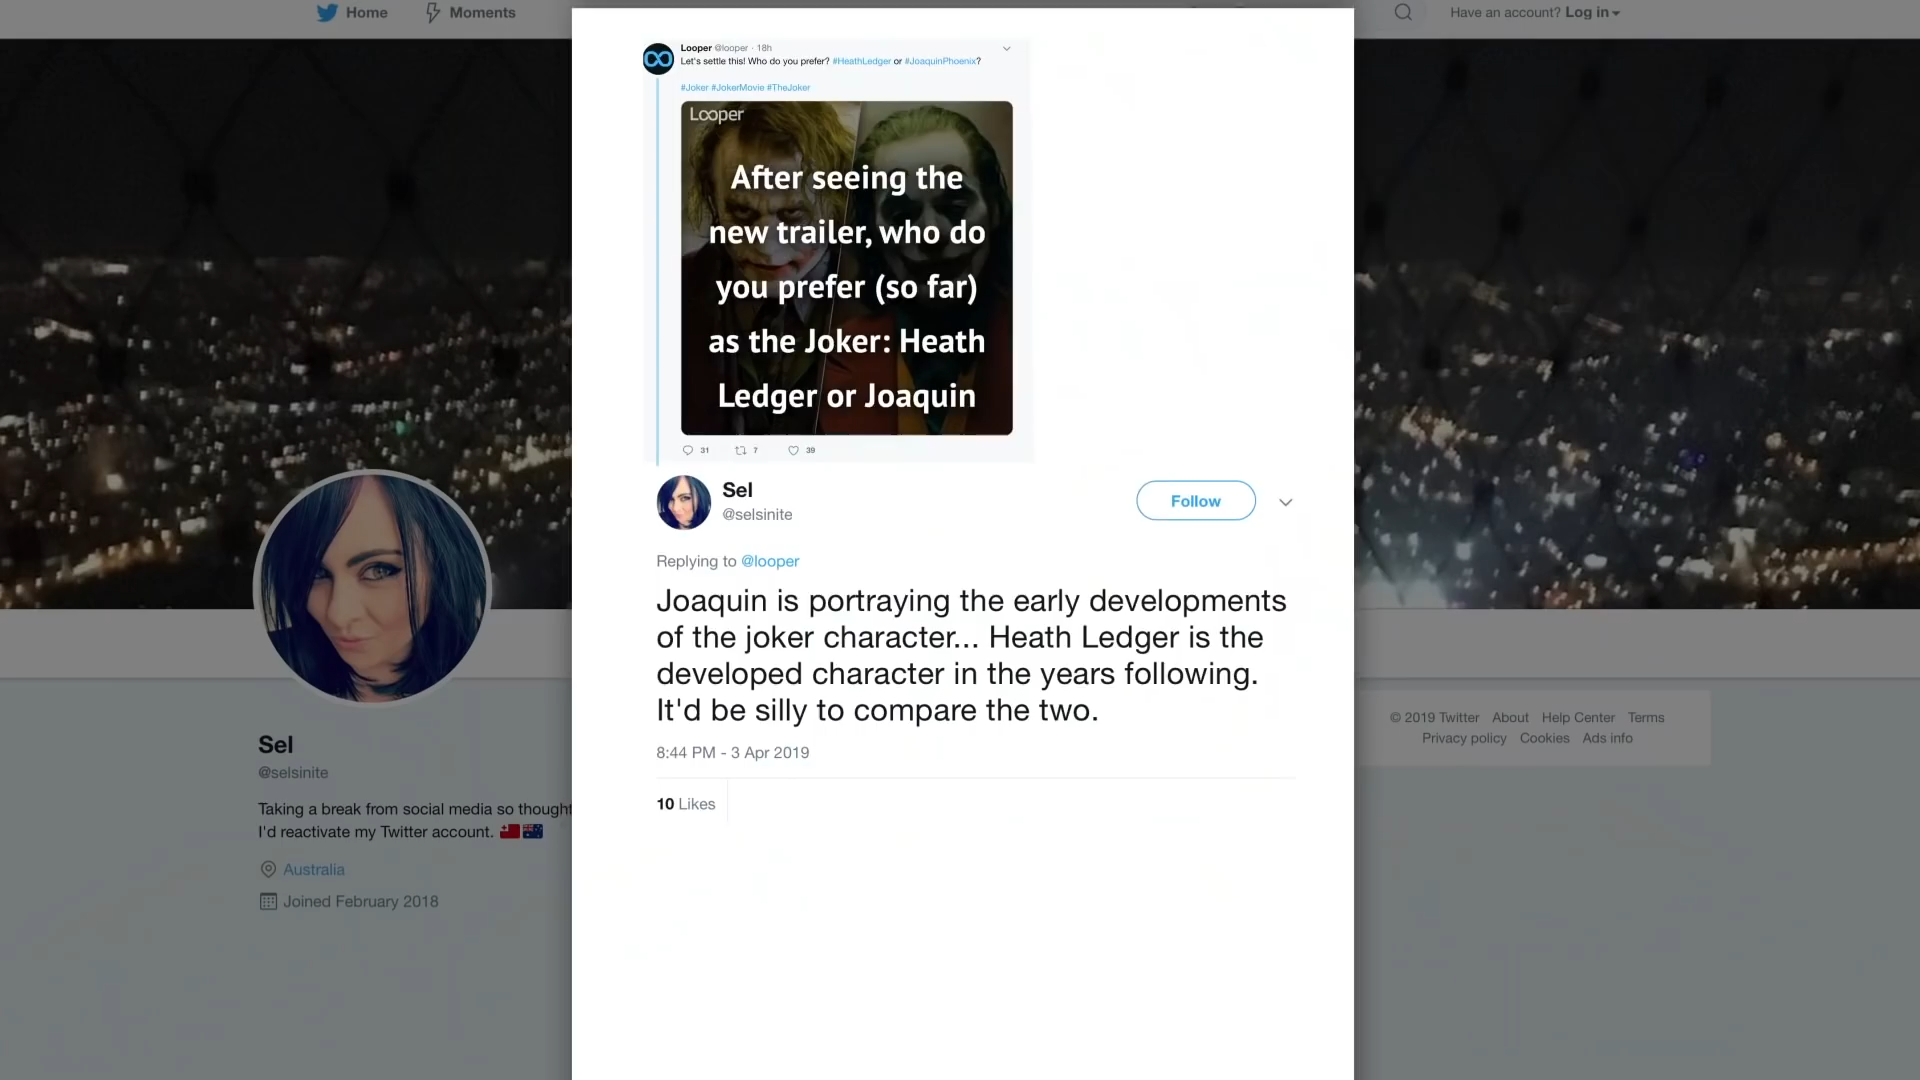 Home
Moments
Have an account? Log in
Looper @looper · 18h
Let's settle this! Who do you prefer? #HeathLedger or #JoaquinPhoenix?
#Joker #JokerMovie #TheJoker
Looper
After seeing the
new trailer, who do
you prefer (so far)
as the Joker: Heath
Ledger or Joaquin
31 7 39
Sel
@selsinite
Follow
Replying to @looper
Joaquin is portraying the early developments
of the joker character... Heath Ledger is the
developed character in the years following.
It'd be silly to compare the two.
8:44 PM - 3 Apr 2019
10 Likes
Sel
@selsinite
Taking a break from social media so thought
I'd reactivate my Twitter account.
Australia
Joined February 2018
© 2019 Twitter About Help Center Terms
Privacy policy Cookies Ads info